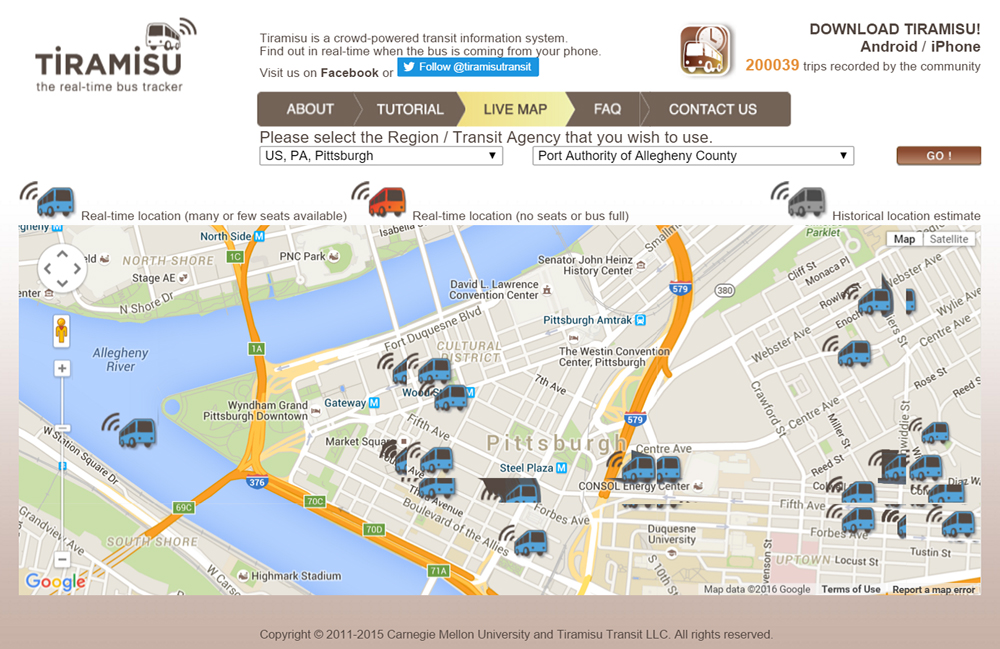 TiRAMiSU
the real-time bus tracker
Tiramisu is a crowd-powered transit information system.
Find out in real-time when the bus is coming from your phone.
Visit us on Facebook or Follow @tiramisutransit
DOWNLOAD TIRAMISU!
Android / iPhone
200039 trips recorded by the community
ABOUT TUTORIAL LIVE MAP FAQ CONTACT US
Please select the Region / Transit Agency that you wish to use.
US, PA, Pittsburgh ▼ Port Authority of Allegheny County ▼ GO !
Real-time location (many or few seats available) Real-time location (no seats or bus full) Historical location estimate
North Side M
1C
PNC Park
Isabella
Smallm
Parklet
Map Satellite
NORTH SHORE
Stage AE
N Shore Dr
Senator John Heinz
History Center
Cliff St
Monaca Pl
Webster Ave
David L. Lawrence
Convention Center
579
380
Wylie Ave
Fort Duquesne Blvd
Pittsburgh Amtrak
Centre Ave
Webster Ave
1A
Allegheny
River
CULTURAL
DISTRICT
The Westin Convention
Center, Pittsburgh
7th Ave
Rose St
Reed S
Crawford St
Wyndham Grand
Pittsburgh Downtown
Gateway M
M
579
Centre Ave
Miller St
Fifth Ave
Market Squ
Pittsburgh
Centre Ave
W Station Square Dr
Steel Plaza M
Reed St
376
CONSOL Energy Center
69C
70C
Third Avenue
Forbes Ave
Fifth Ave
Boulevard of the Allies
70D
Duquesne
University
Forbes
Grandview Ave
SOUTH SHORE
Tustin St
UPTOWN
Locust St
71A
S 10th S
Highmark Stadium
W Carson
Google
Map data ©2016 Google Terms of Use Report a map error
Copyright © 2011-2015 Carnegie Mellon University and Tiramisu Transit LLC. All rights reserved.